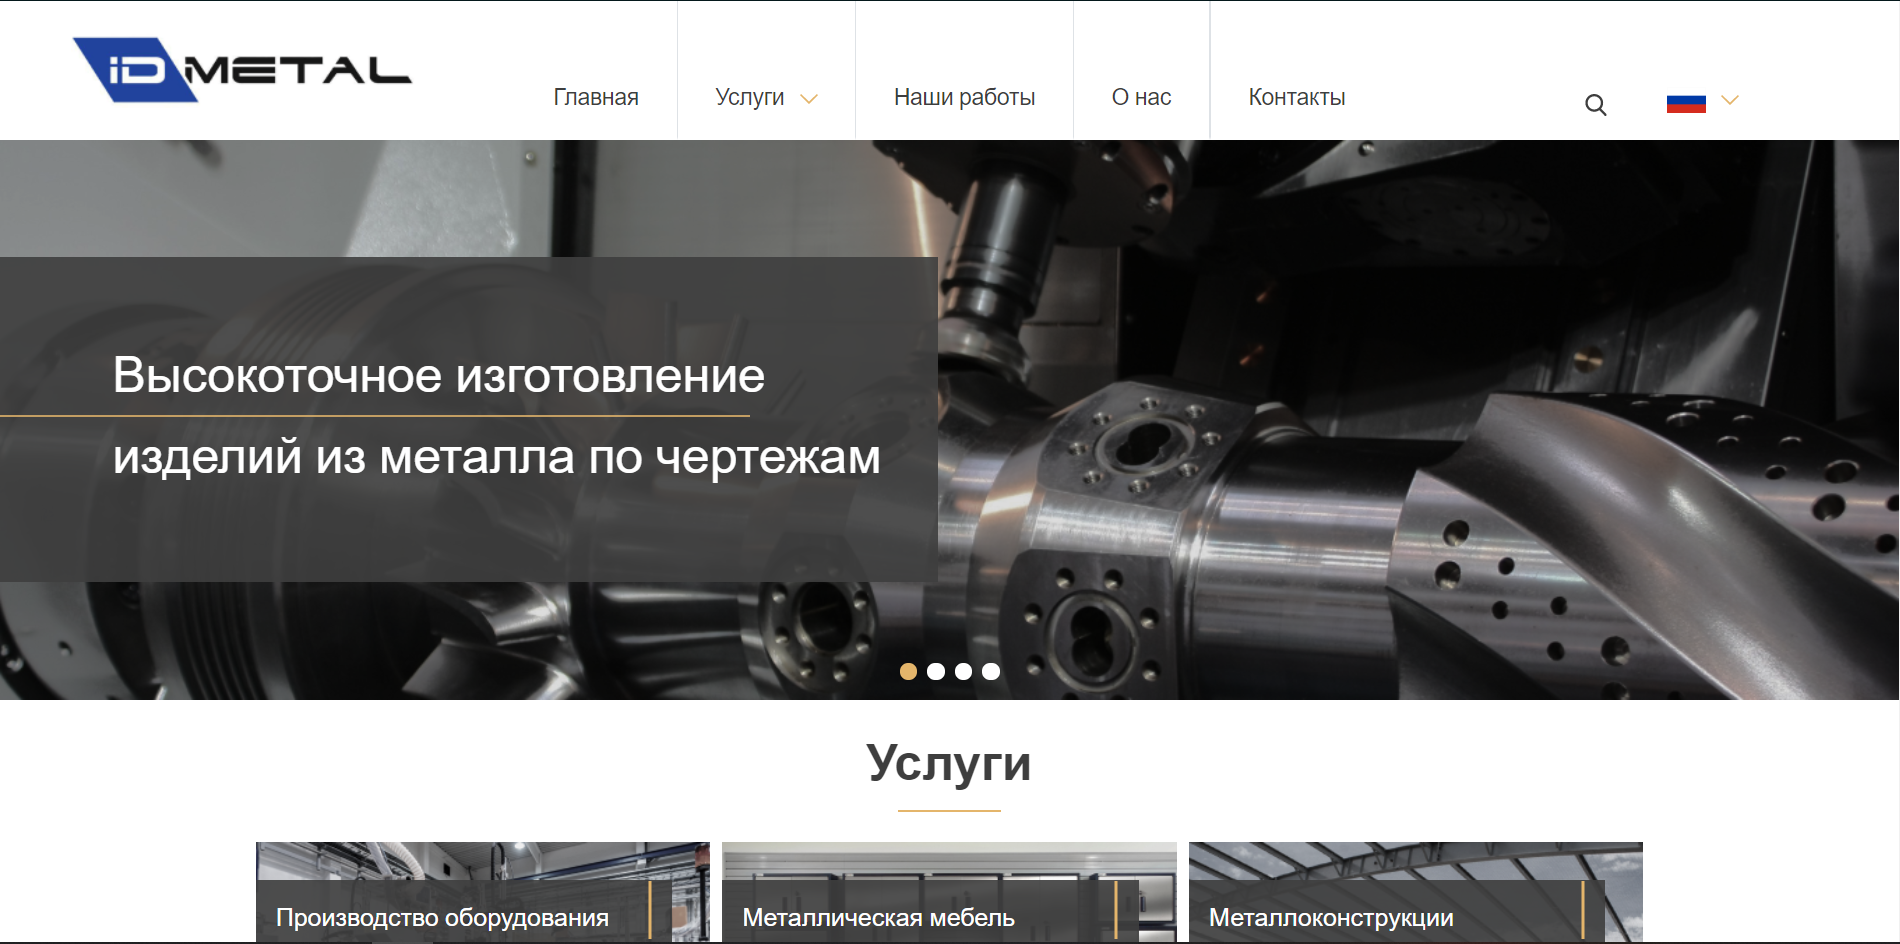 iD METAL
Главная
Услуги
Наши работы
О нас
Контакты
Высокоточное изготовление
изделий из металла по чертежам
Услуги
Производство оборудования
Металлическая мебель
Металлоконструкции